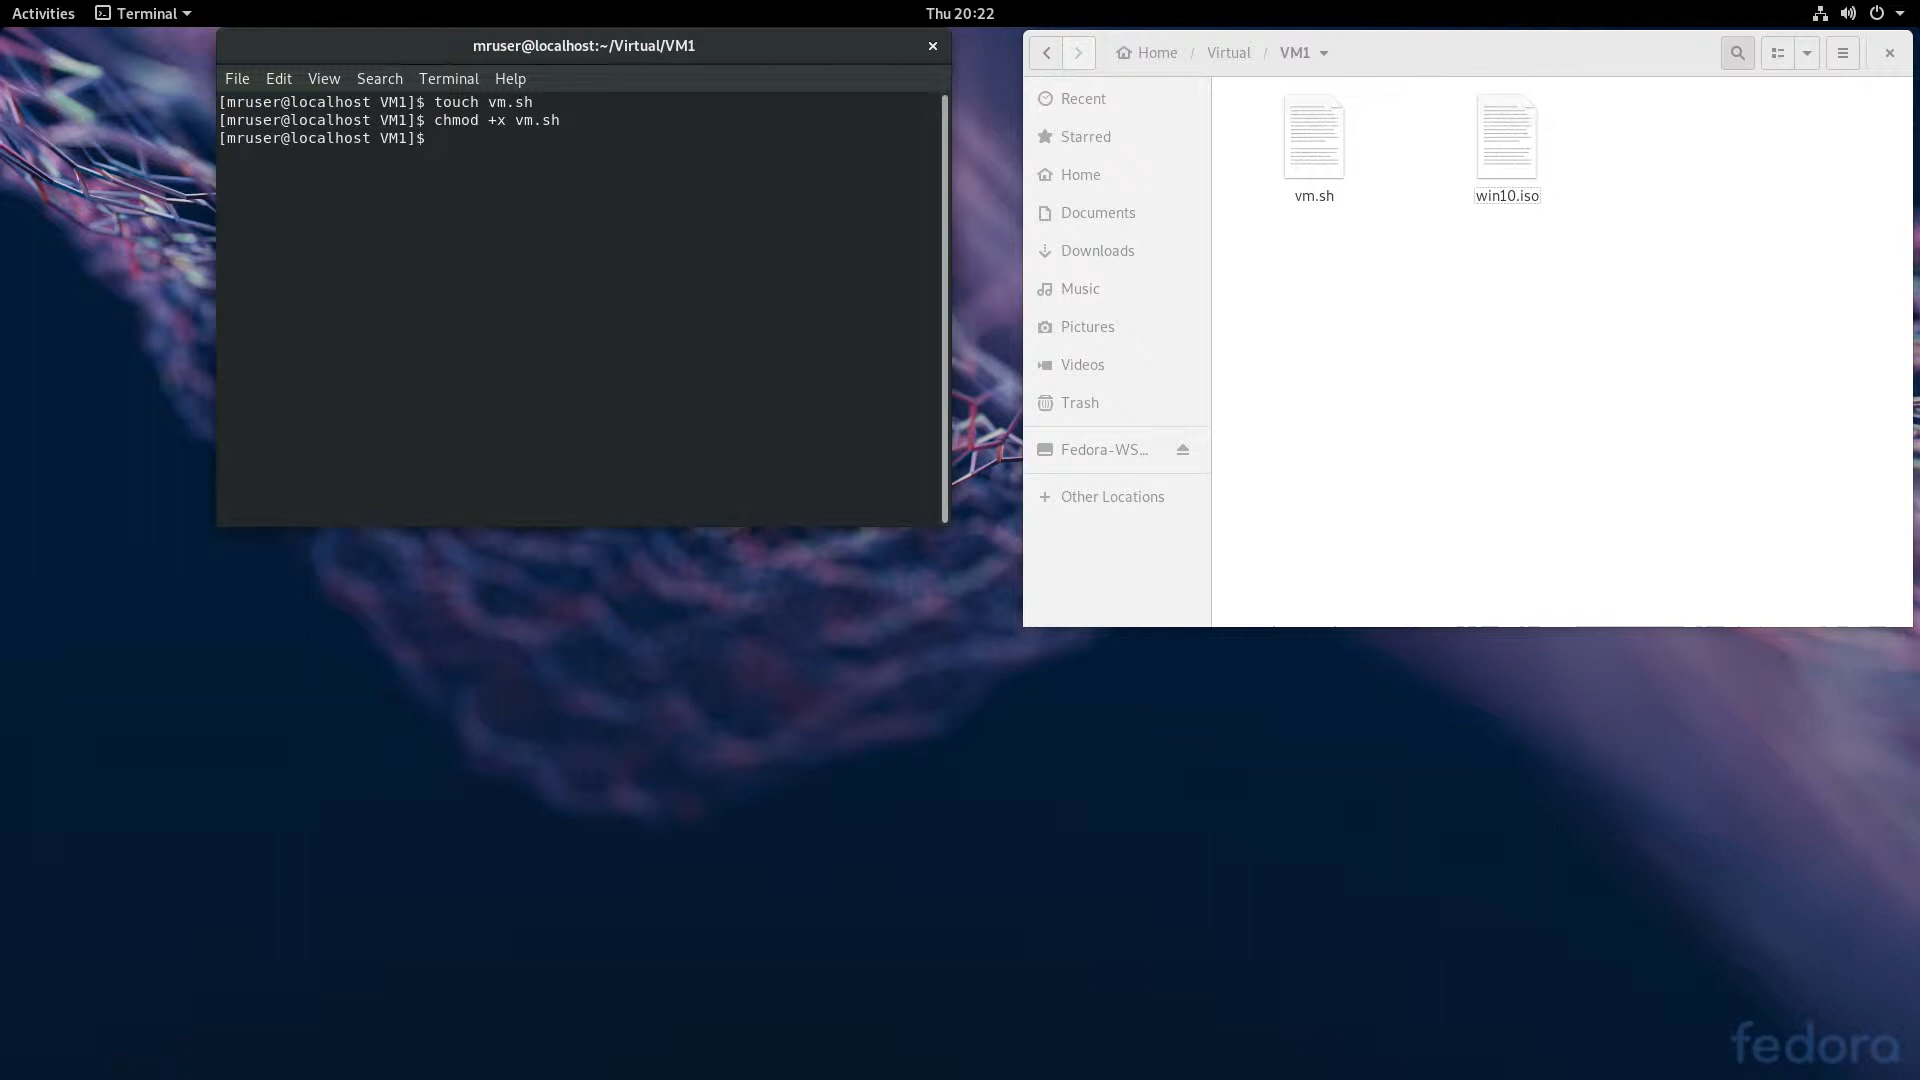 Activities Terminal Thu 20:22
mruser@localhost:~/Virtual/VM1
File Edit View Search Terminal Help
[mruser@localhost VM1]$ touch vm.sh
[mruser@localhost VM1]$ chmod +x vm.sh
[mruser@localhost VM1]$
Home / Virtual / VM1
Recent
Starred
Home
Documents
Downloads
Music
Pictures
Videos
Trash
Fedora-WS...
Other Locations
vm.sh win10.iso
fedora